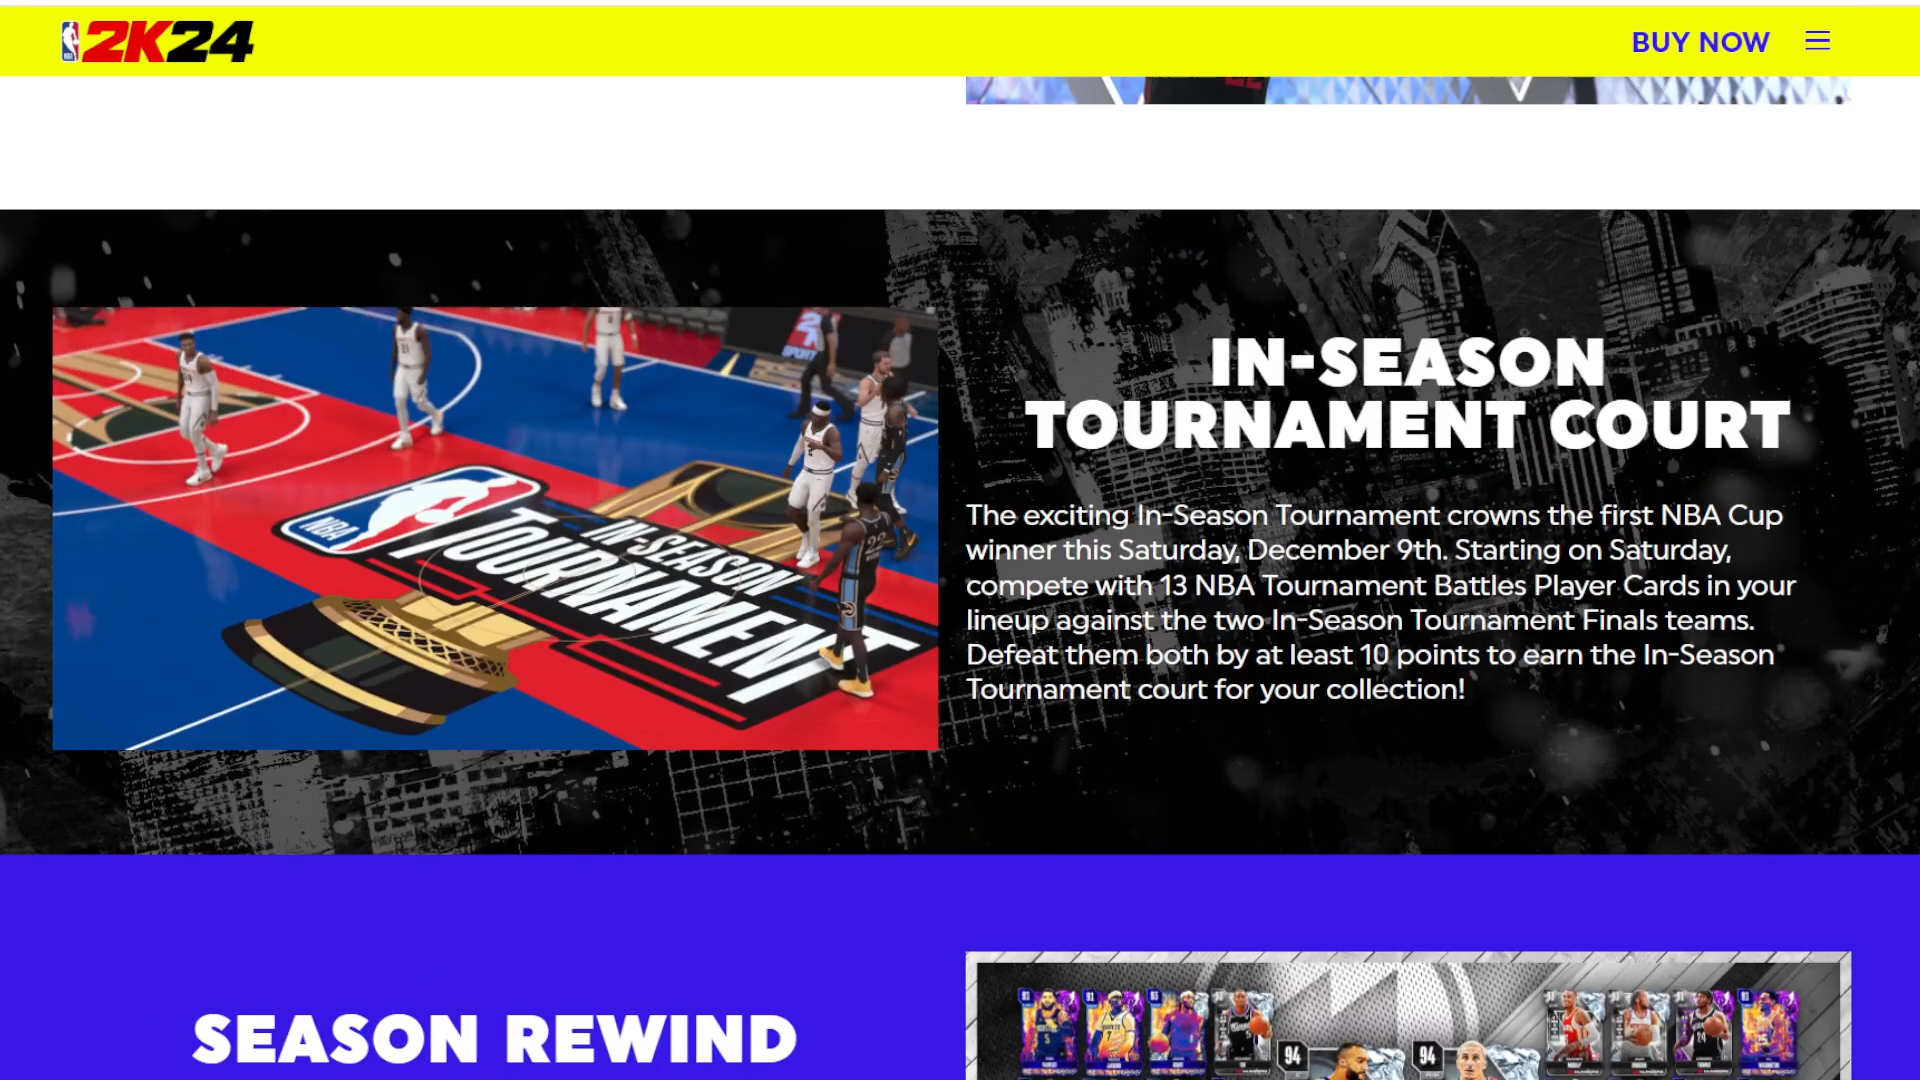 2K24
BUY NOW
IN-SEASON
TOURNAMENT COURT
The exciting In-Season Tournament crowns the first NBA Cup
winner this Saturday, December 9th. Starting on Saturday,
compete with 13 NBA Tournament Battles Player Cards in your
lineup against the two In-Season Tournament Finals teams.
Defeat them both by at least 10 points to earn the In-Season
Tournament court for your collection!
NBA
IN-SEASON
TOURNAMENT
22
SEASON REWIND
94
94